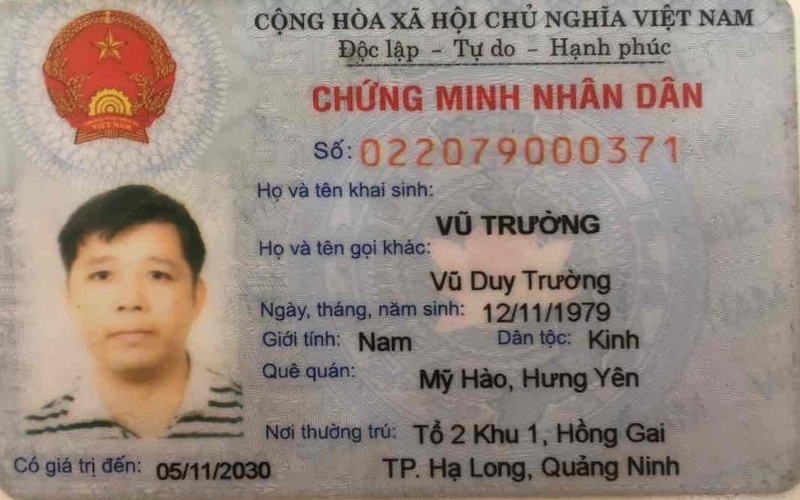 CỘNG HÒA XÃ HỘI CHỦ NGHĨA VIỆT NAM
Độc lập - Tự do - Hạnh phúc
CHỨNG MINH NHÂN DÂN
Số: 022079000371
Họ và tên khai sinh:
VŨ TRƯỜNG
Họ và tên gọi khác:
Vũ Duy Trường
Ngày, tháng, năm sinh: 12/11/1979
Giới tính: Nam Dân tộc: Kinh
Quê quán: Mỹ Hào, Hưng Yên
Nơi thường trú: Tổ 2 Khu 1, Hồng Gai
TP. Hạ Long, Quảng Ninh
Có giá trị đến: 05/11/2030
VIỆT NAM